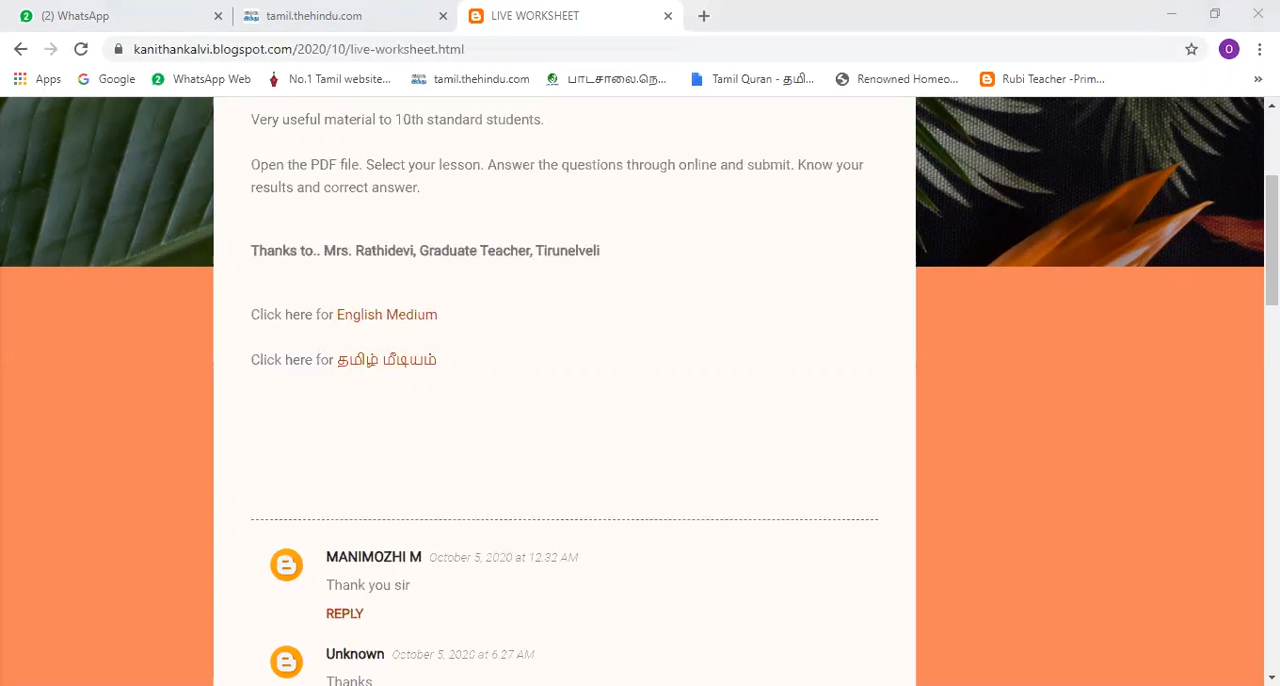 (2) WhatsApp
tamil.thehindu.com
LIVE WORKSHEET
kanithankalvi.blogspot.com/2020/10/live-worksheet.html
O
Apps
Google
WhatsApp Web
No.1 Tamil website...
tamil.thehindu.com
பாடசாலை.நெ...
Tamil Quran - தமி...
Renowned Homeo...
Rubi Teacher -Prim...
Very useful material to 10th standard students.
Open the PDF file. Select your lesson. Answer the questions through online and submit. Know your
results and correct answer.
Thanks to.. Mrs. Rathidevi, Graduate Teacher, Tirunelveli
Click here for English Medium
Click here for தமிழ் மீடியம்
MANIMOZHI M October 5, 2020 at 12:32 AM
Thank you sir
REPLY
Unknown October 5, 2020 at 6:27 AM
Thanks